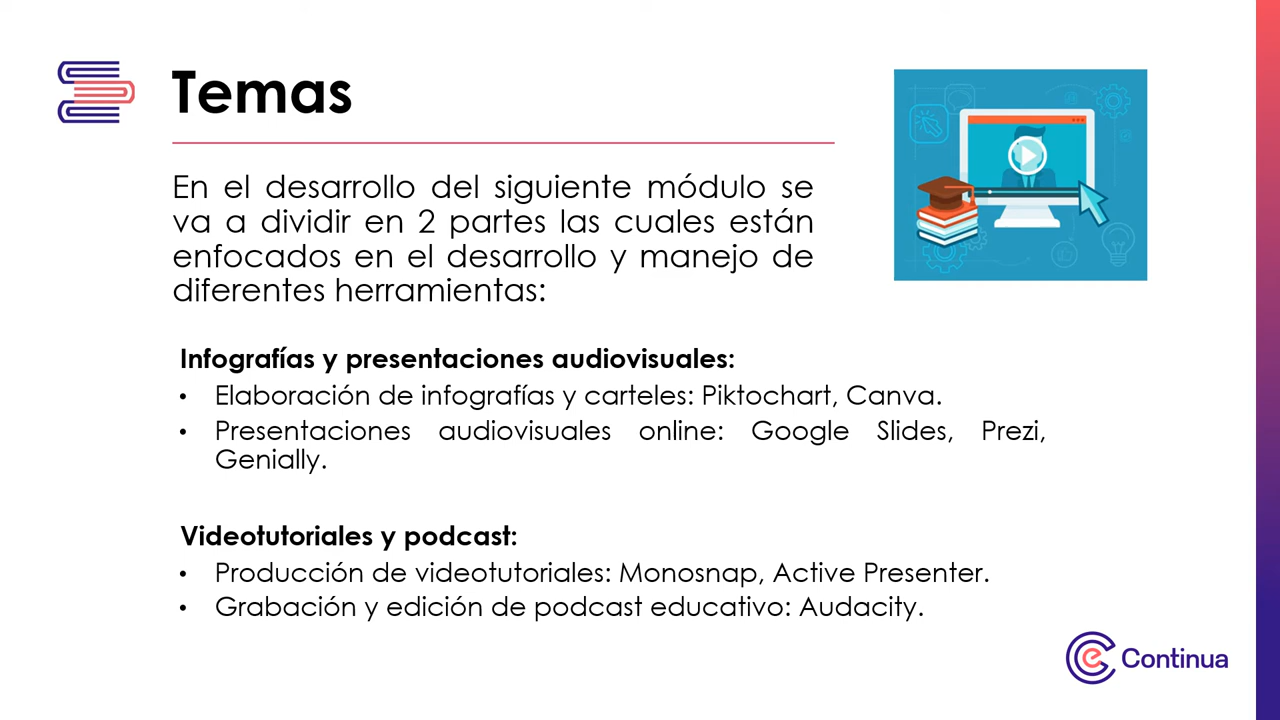 Temas
En el desarrollo del siguiente módulo se
va a dividir en 2 partes las cuales están
enfocados en el desarrollo y manejo de
diferentes herramientas:
Infografías y presentaciones audiovisuales:
• Elaboración de infografías y carteles: Piktochart, Canva.
• Presentaciones audiovisuales online: Google Slides, Prezi,
Genially.
Videotutoriales y podcast:
• Producción de videotutoriales: Monosnap, Active Presenter.
• Grabación y edición de podcast educativo: Audacity.
e Continua